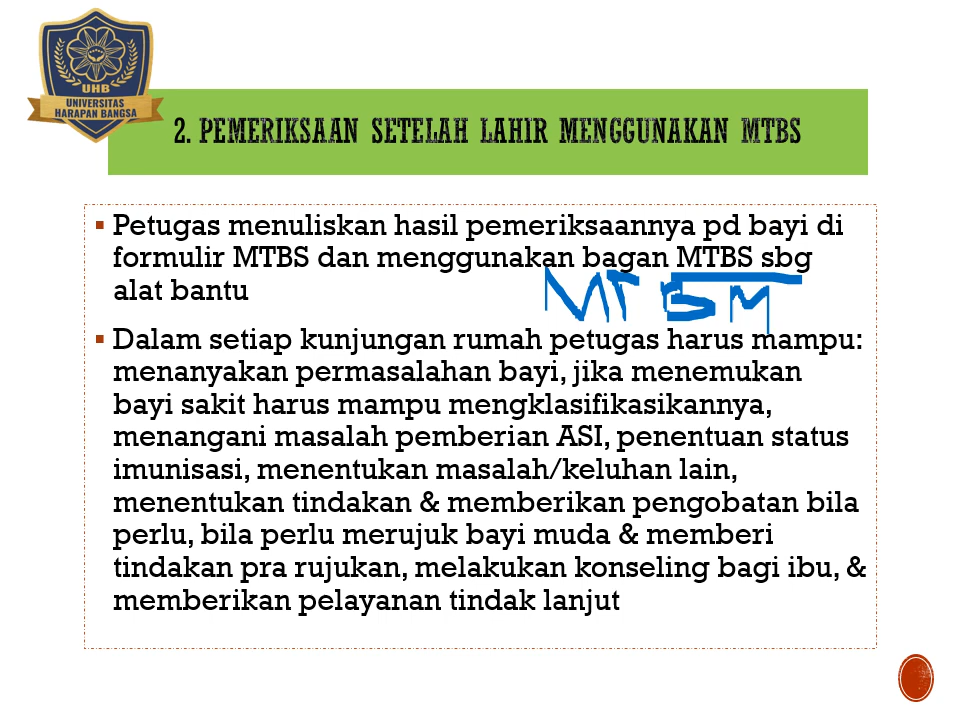 UHB
UNIVERSITAS
HARAPAN BANGSA
2. PEMERIKSAAN SETELAH LAHIR MENGGUNAKAN MTBS
▪ Petugas menuliskan hasil pemeriksaannya pd bayi di
formulir MTBS dan menggunakan bagan MTBS sbg
alat bantu
MTBM
▪ Dalam setiap kunjungan rumah petugas harus mampu:
menanyakan permasalahan bayi, jika menemukan
bayi sakit harus mampu mengklasifikasikannya,
menangani masalah pemberian ASI, penentuan status
imunisasi, menentukan masalah/keluhan lain,
menentukan tindakan & memberikan pengobatan bila
perlu, bila perlu merujuk bayi muda & memberi
tindakan pra rujukan, melakukan konseling bagi ibu, &
memberikan pelayanan tindak lanjut